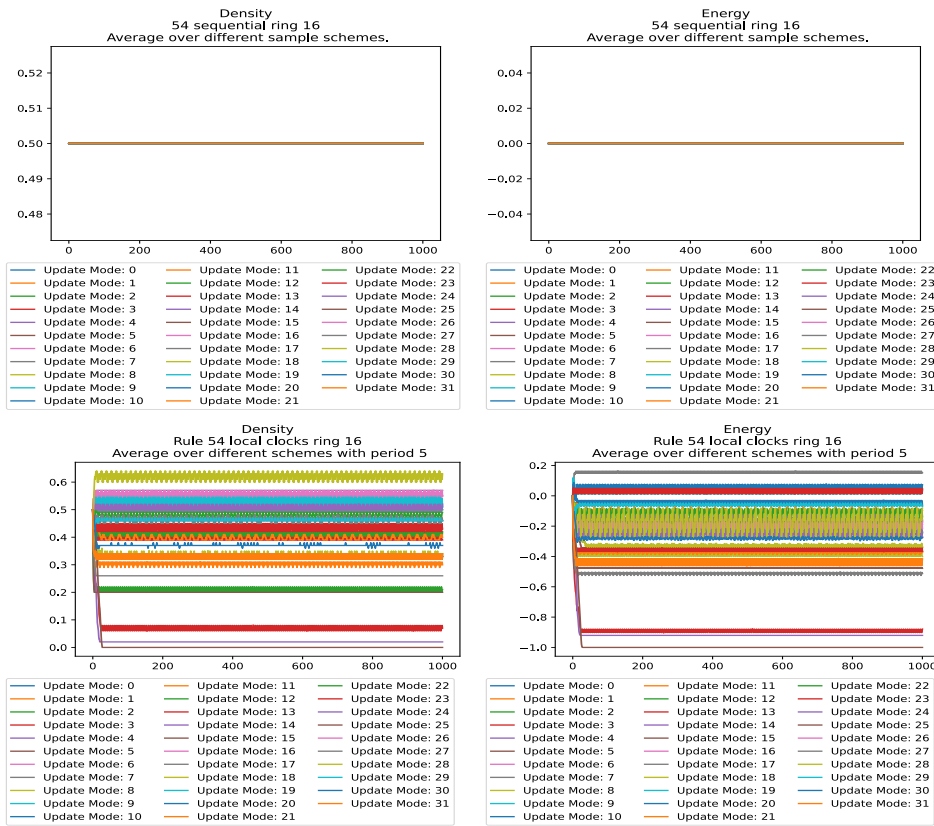 Density
54 sequential ring 16
Average over different sample schemes.
0.52
0.51
0.50
0.49
0.48
0
200
400
600
800
1000
Update Mode: 0
Update Mode: 1
Update Mode: 2
Update Mode: 3
Update Mode: 4
Update Mode: 5
Update Mode: 6
Update Mode: 7
Update Mode: 8
Update Mode: 9
Update Mode: 10
Update Mode: 11
Update Mode: 12
Update Mode: 13
Update Mode: 14
Update Mode: 15
Update Mode: 16
Update Mode: 17
Update Mode: 18
Update Mode: 19
Update Mode: 20
Update Mode: 21
Update Mode: 22
Update Mode: 23
Update Mode: 24
Update Mode: 25
Update Mode: 26
Update Mode: 27
Update Mode: 28
Update Mode: 29
Update Mode: 30
Update Mode: 31
Energy
54 sequential ring 16
Average over different sample schemes.
0.04
0.02
0.00
−0.02
−0.04
0
200
400
600
800
1000
Update Mode: 0
Update Mode: 1
Update Mode: 2
Update Mode: 3
Update Mode: 4
Update Mode: 5
Update Mode: 6
Update Mode: 7
Update Mode: 8
Update Mode: 9
Update Mode: 10
Update Mode: 11
Update Mode: 12
Update Mode: 13
Update Mode: 14
Update Mode: 15
Update Mode: 16
Update Mode: 17
Update Mode: 18
Update Mode: 19
Update Mode: 20
Update Mode: 21
Update Mode: 22
Update Mode: 23
Update Mode: 24
Update Mode: 25
Update Mode: 26
Update Mode: 27
Update Mode: 28
Update Mode: 29
Update Mode: 30
Update Mode: 31
Density
Rule 54 local clocks ring 16
Average over different schemes with period 5
0.6
0.5
0.4
0.3
0.2
0.1
0.0
0
200
400
600
800
1000
Update Mode: 0
Update Mode: 1
Update Mode: 2
Update Mode: 3
Update Mode: 4
Update Mode: 5
Update Mode: 6
Update Mode: 7
Update Mode: 8
Update Mode: 9
Update Mode: 10
Update Mode: 11
Update Mode: 12
Update Mode: 13
Update Mode: 14
Update Mode: 15
Update Mode: 16
Update Mode: 17
Update Mode: 18
Update Mode: 19
Update Mode: 20
Update Mode: 21
Update Mode: 22
Update Mode: 23
Update Mode: 24
Update Mode: 25
Update Mode: 26
Update Mode: 27
Update Mode: 28
Update Mode: 29
Update Mode: 30
Update Mode: 31
Energy
Rule 54 local clocks ring 16
Average over different schemes with period 5
0.2
0.0
−0.2
−0.4
−0.6
−0.8
−1.0
0
200
400
600
800
1000
Update Mode: 0
Update Mode: 1
Update Mode: 2
Update Mode: 3
Update Mode: 4
Update Mode: 5
Update Mode: 6
Update Mode: 7
Update Mode: 8
Update Mode: 9
Update Mode: 10
Update Mode: 11
Update Mode: 12
Update Mode: 13
Update Mode: 14
Update Mode: 15
Update Mode: 16
Update Mode: 17
Update Mode: 18
Update Mode: 19
Update Mode: 20
Update Mode: 21
Update Mode: 22
Update Mode: 23
Update Mode: 24
Update Mode: 25
Update Mode: 26
Update Mode: 27
Update Mode: 28
Update Mode: 29
Update Mode: 30
Update Mode: 31